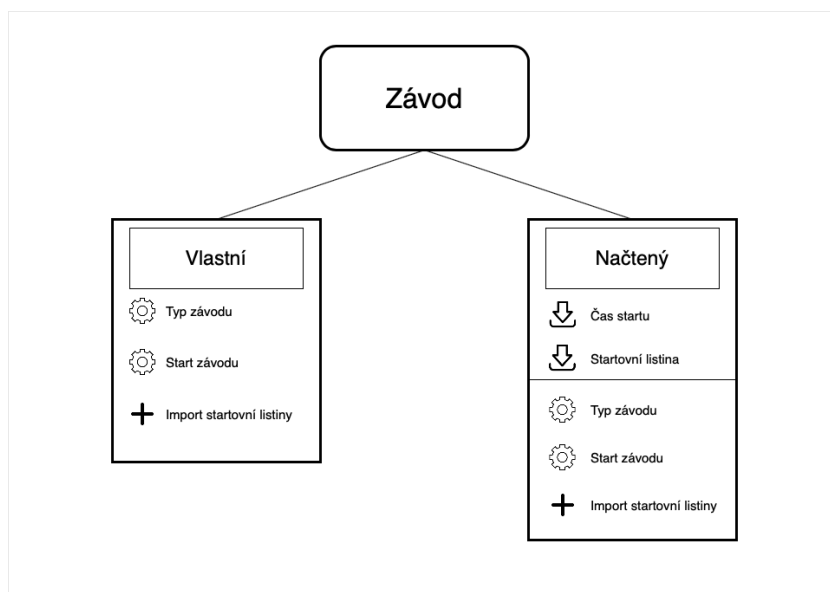 Závod
Vlastní
Typ závodu
Start závodu
Import startovní listiny
Načtený
Čas startu
Startovní listina
Typ závodu
Start závodu
Import startovní listiny